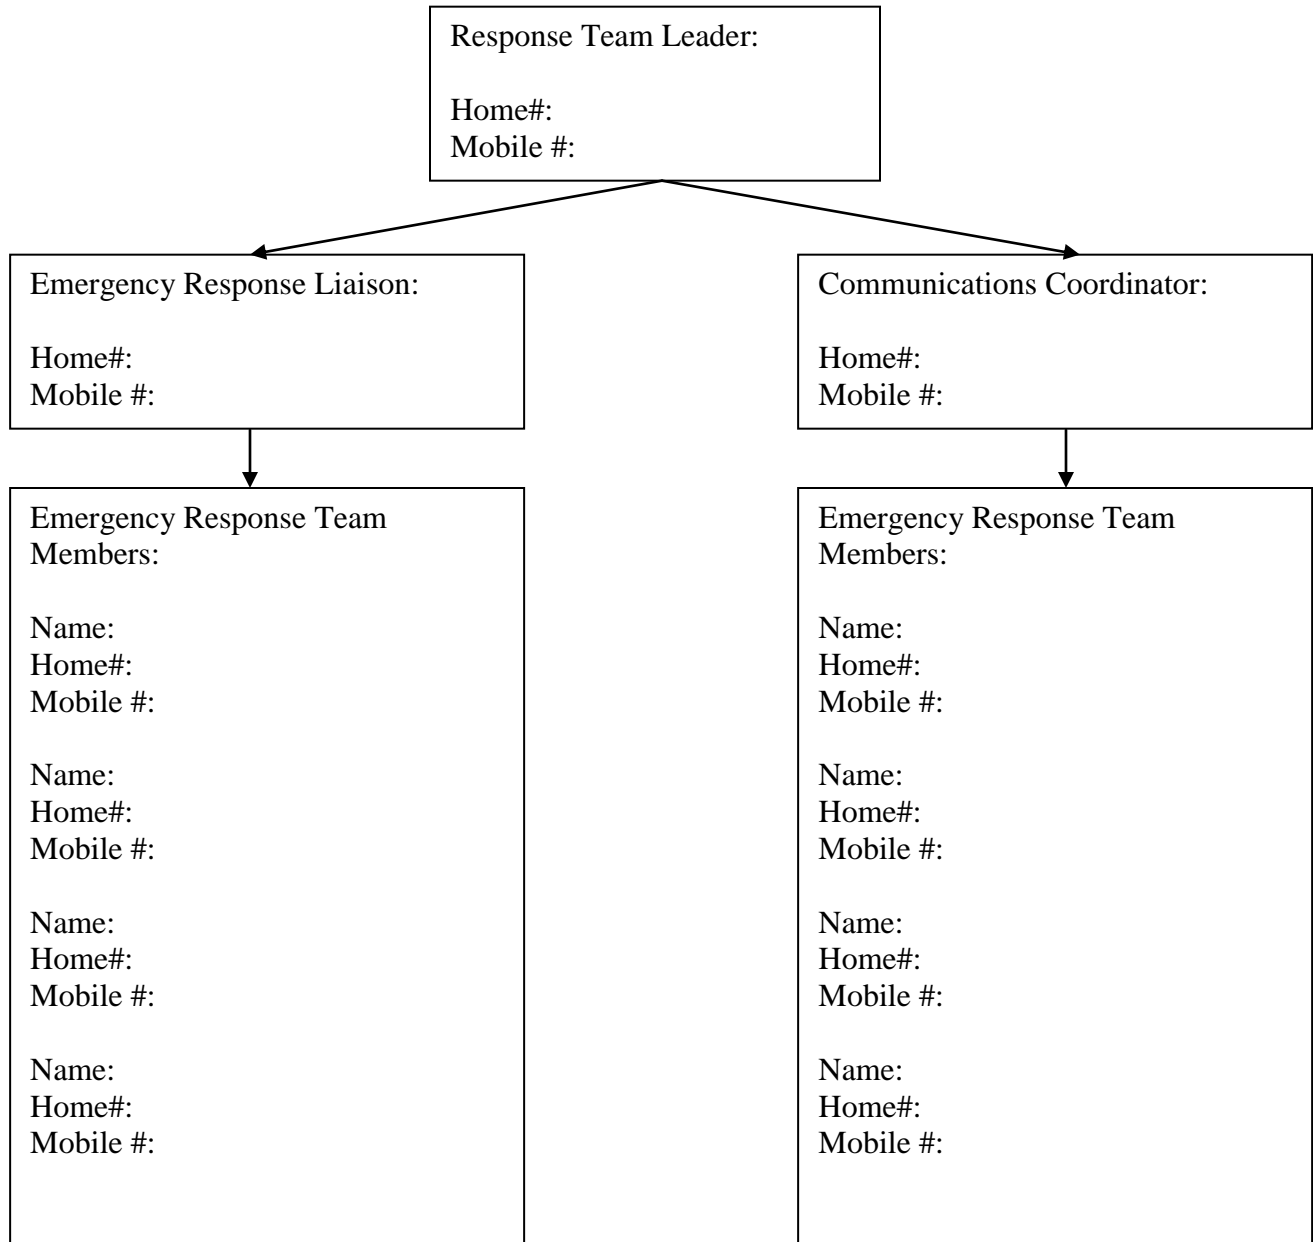 Response Team Leader:
Home#:
Mobile #:
Emergency Response Liaison:
Home#:
Mobile #:
Communications Coordinator:
Home#:
Mobile #:
Emergency Response Team
Members:
Name:
Home#:
Mobile #:
Name:
Home#:
Mobile #:
Name:
Home#:
Mobile #:
Name:
Home#:
Mobile #:
Emergency Response Team
Members:
Name:
Home#:
Mobile #:
Name:
Home#:
Mobile #:
Name:
Home#:
Mobile #:
Name:
Home#:
Mobile #: